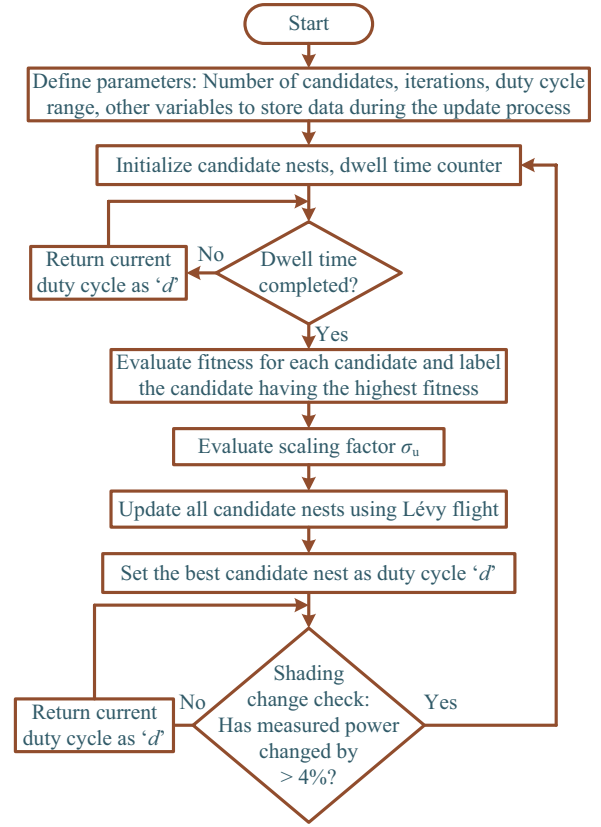 Start
Define parameters: Number of candidates, iterations, duty cycle
range, other variables to store data during the update process
Initialize candidate nests, dwell time counter
Return current
duty cycle as ‘d’
No
Dwell time
completed?
Yes
Evaluate fitness for each candidate and label
the candidate having the highest fitness
Evaluate scaling factor σu
Update all candidate nests using Lévy flight
Set the best candidate nest as duty cycle ‘d’
Return current
duty cycle as ‘d’
No
Shading
change check:
Has measured power
changed by
> 4%?
Yes